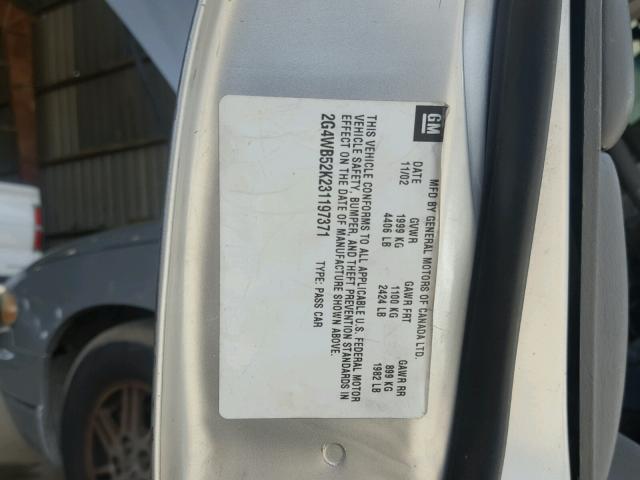 GM
MFD BY GENERAL MOTORS OF CANADA LTD.
DATE GVWR GAWR FRT GAWR RR
11/02 1999 KG 1100 KG 899 KG
4406 LB 2424 LB 1982 LB
THIS VEHICLE CONFORMS TO ALL APPLICABLE U.S. FEDERAL MOTOR
VEHICLE SAFETY, BUMPER, AND THEFT PREVENTION STANDARDS IN
EFFECT ON THE DATE OF MANUFACTURE SHOWN ABOVE.
2G4WB52K231197371 TYPE: PASS CAR